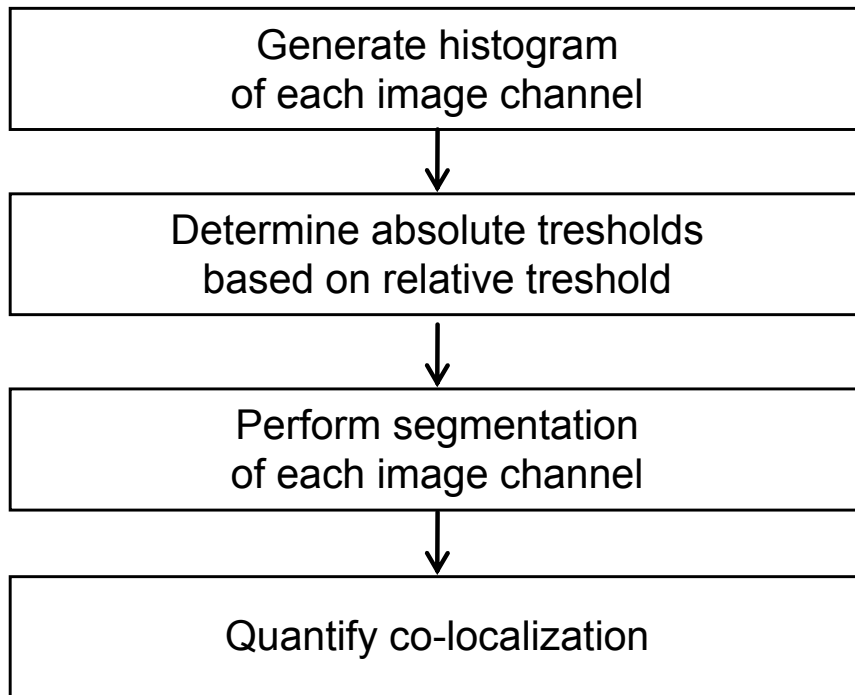 Generate histogram
of each image channel
Determine absolute tresholds
based on relative treshold
Perform segmentation
of each image channel
Quantify co-localization